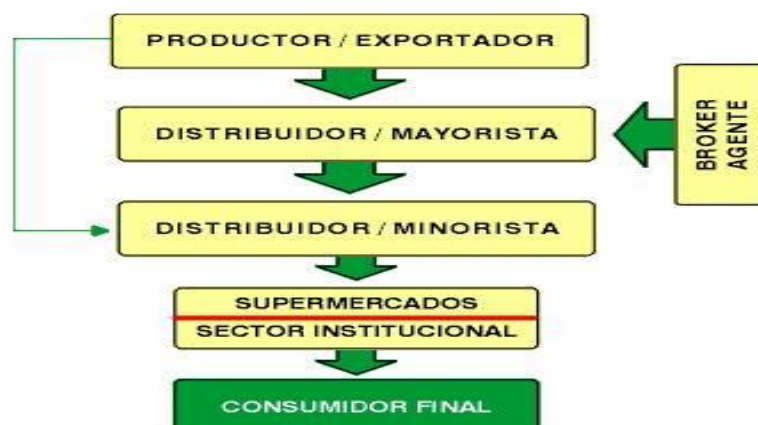 PRODUCTOR / EXPORTADOR
DISTRIBUIDOR / MAYORISTA
BROKER
AGENTE
DISTRIBUIDOR / MINORISTA
SUPERMERCADOS
SECTOR INSTITUCIONAL
CONSUMIDOR FINAL